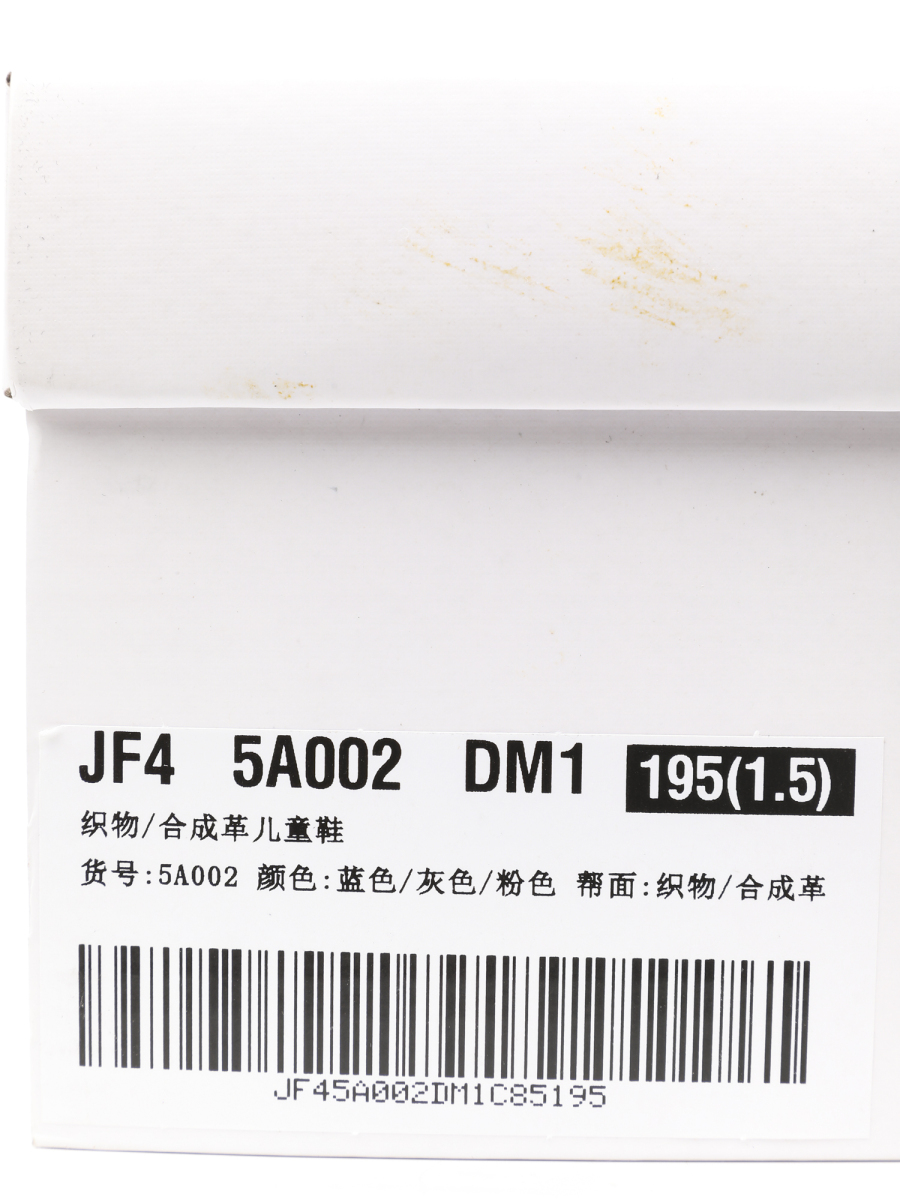 JF4 5A002 DM1 195(1.5)
织物/合成革儿童鞋
货号:5A002 颜色:蓝色/灰色/粉色 帮面:织物/合成革
JF45A002DM1C85195